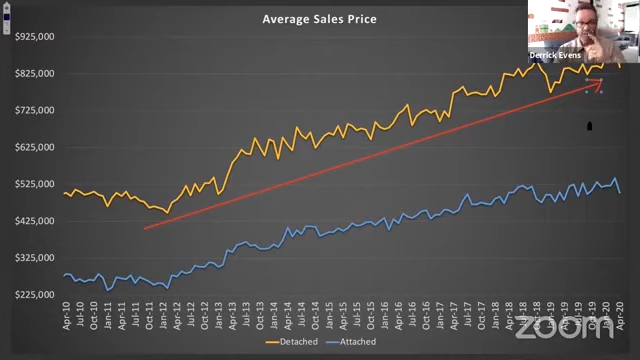 Average Sales Price
Derrick Evens
$925,000
$825,000
$725,000
$625,000
$525,000
$425,000
$325,000
$225,000
Apr-10
Jul-10
Oct-10
Jan-11
Apr-11
Jul-11
Oct-11
Jan-12
Apr-12
Jul-12
Oct-12
Jan-13
Apr-13
Jul-13
Oct-13
Jan-14
Apr-14
Jul-14
Oct-14
Jan-15
Apr-15
Jul-15
Oct-15
Jan-16
Apr-16
Jul-16
Oct-16
Jan-17
Apr-17
Jul-17
Oct-17
Jan-18
Apr-18
Jul-18
Oct-18
Jan-19
Apr-19
Jul-19
Oct-19
Jan-20
Apr-20
Detached
Attached
zoom